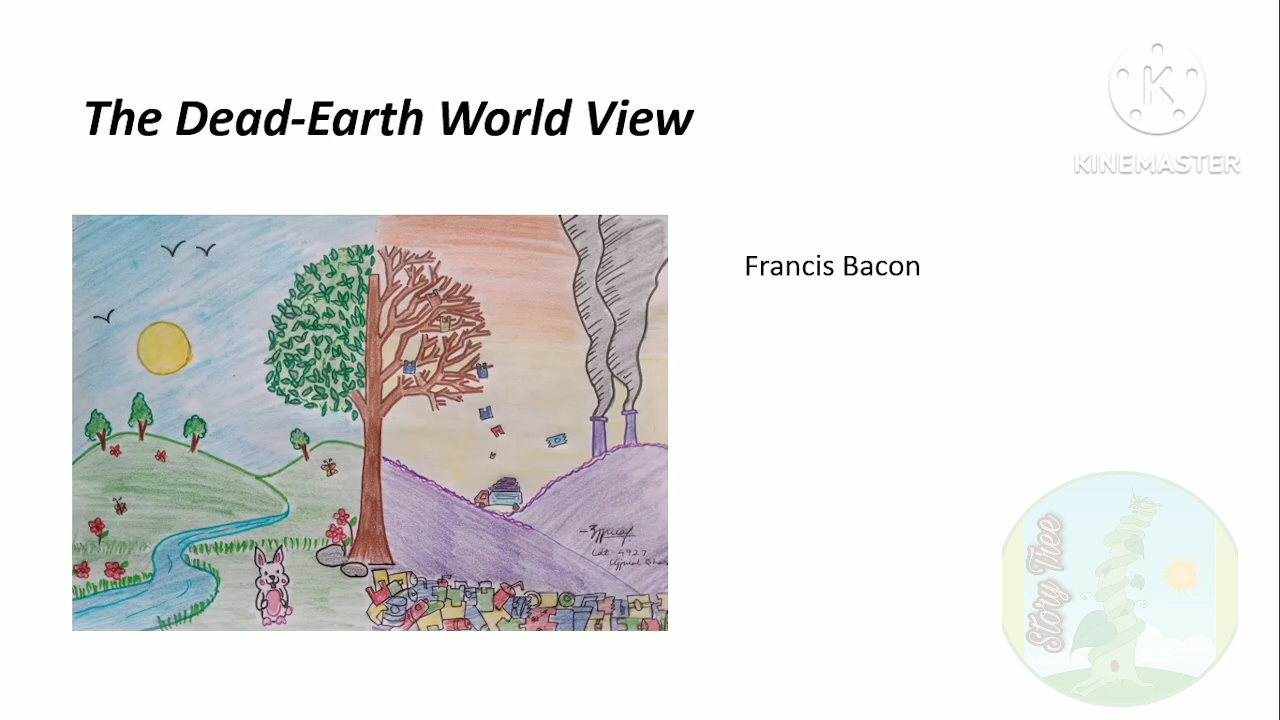 The Dead-Earth World View
K
KINEMASTER
Francis Bacon
Story Tree